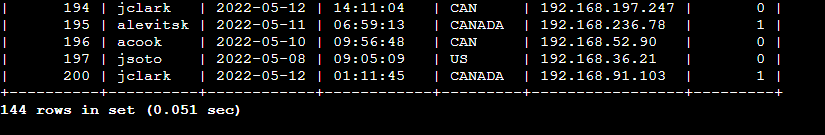 |       194 | jclark   | 2022-05-12 | 14:11:04   | CAN     | 192.168.197.247 |       0 |
|       195 | alevitsk | 2022-05-11 | 06:59:13   | CANADA  | 192.168.236.78  |       1 |
|       196 | acook    | 2022-05-10 | 09:56:48   | CAN     | 192.168.52.90   |       0 |
|       197 | jsoto    | 2022-05-08 | 09:05:09   | US      | 192.168.36.21   |       0 |
|       200 | jclark   | 2022-05-12 | 01:11:45   | CANADA  | 192.168.91.103  |       1 |
+----------+----------+------------+------------+---------+-----------------+---------+
144 rows in set (0.051 sec)